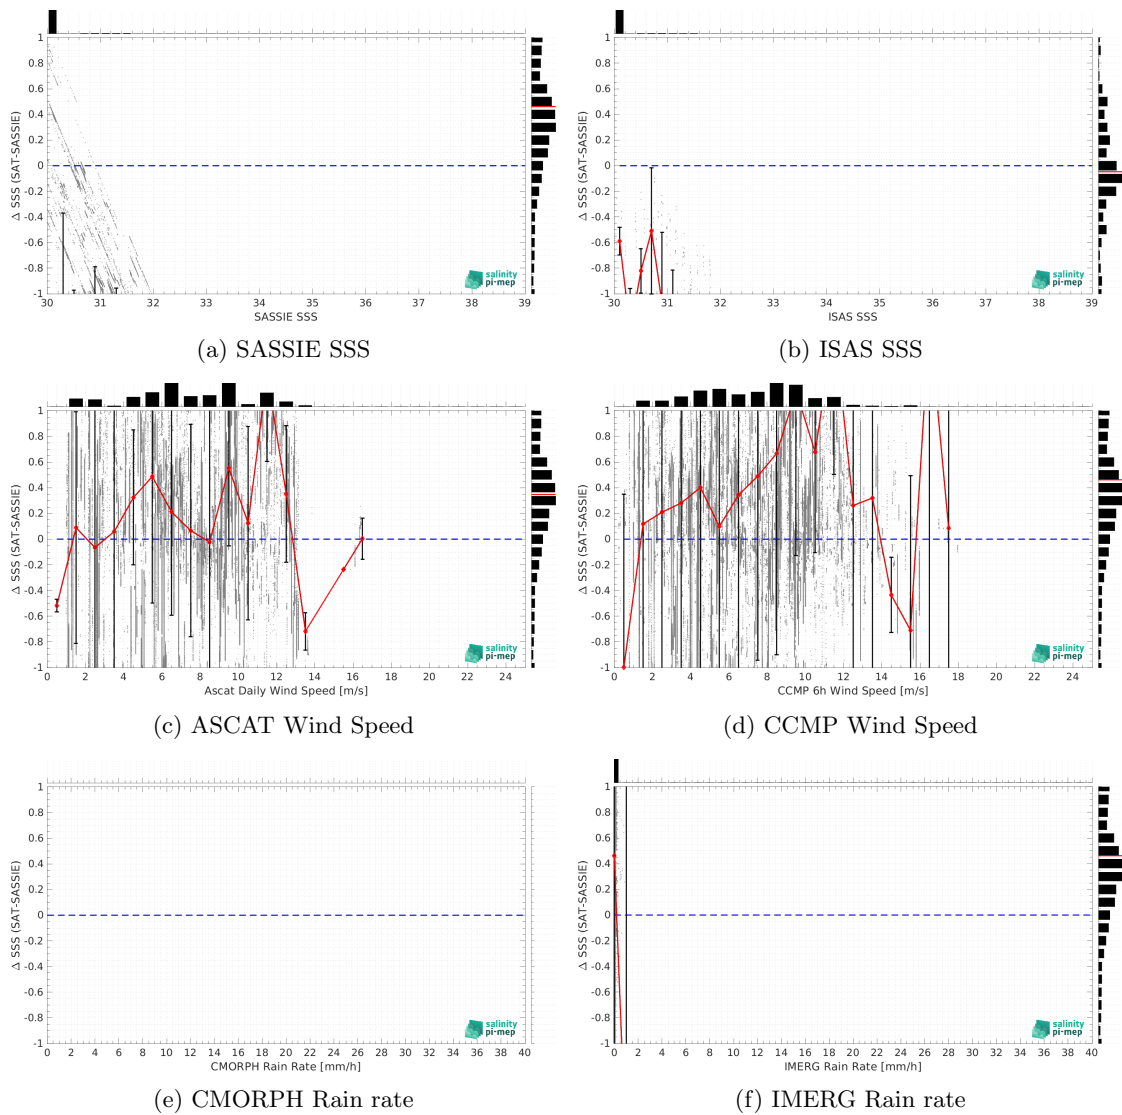 1
0.8
0.6
0.4
0.2
0
-0.2
-0.4
-0.6
-0.8
-1
Δ SSS (SAT-SASSIE)
30 31 32 33 34 35 36 37 38 39
SASSIE SSS
salinity
pi-mep
(a) SASSIE SSS
1
0.8
0.6
0.4
0.2
0
-0.2
-0.4
-0.6
-0.8
-1
Δ SSS (SAT-SASSIE)
30 31 32 33 34 35 36 37 38 39
ISAS SSS
salinity
pi-mep
(b) ISAS SSS
1
0.8
0.6
0.4
0.2
0
-0.2
-0.4
-0.6
-0.8
-1
Δ SSS (SAT-SASSIE)
0 2 4 6 8 10 12 14 16 18 20 22 24
Ascat Daily Wind Speed [m/s]
salinity
pi-mep
(c) ASCAT Wind Speed
1
0.8
0.6
0.4
0.2
0
-0.2
-0.4
-0.6
-0.8
-1
Δ SSS (SAT-SASSIE)
0 2 4 6 8 10 12 14 16 18 20 22 24
CCMP 6h Wind Speed [m/s]
salinity
pi-mep
(d) CCMP Wind Speed
1
0.8
0.6
0.4
0.2
0
-0.2
-0.4
-0.6
-0.8
-1
Δ SSS (SAT-SASSIE)
0 2 4 6 8 10 12 14 16 18 20 22 24 26 28 30 32 34 36 38 40
CMORPH Rain Rate [mm/h]
salinity
pi-mep
(e) CMORPH Rain rate
1
0.8
0.6
0.4
0.2
0
-0.2
-0.4
-0.6
-0.8
-1
Δ SSS (SAT-SASSIE)
0 2 4 6 8 10 12 14 16 18 20 22 24 26 28 30 32 34 36 38 40
IMERG Rain Rate [mm/h]
salinity
pi-mep
(f) IMERG Rain rate